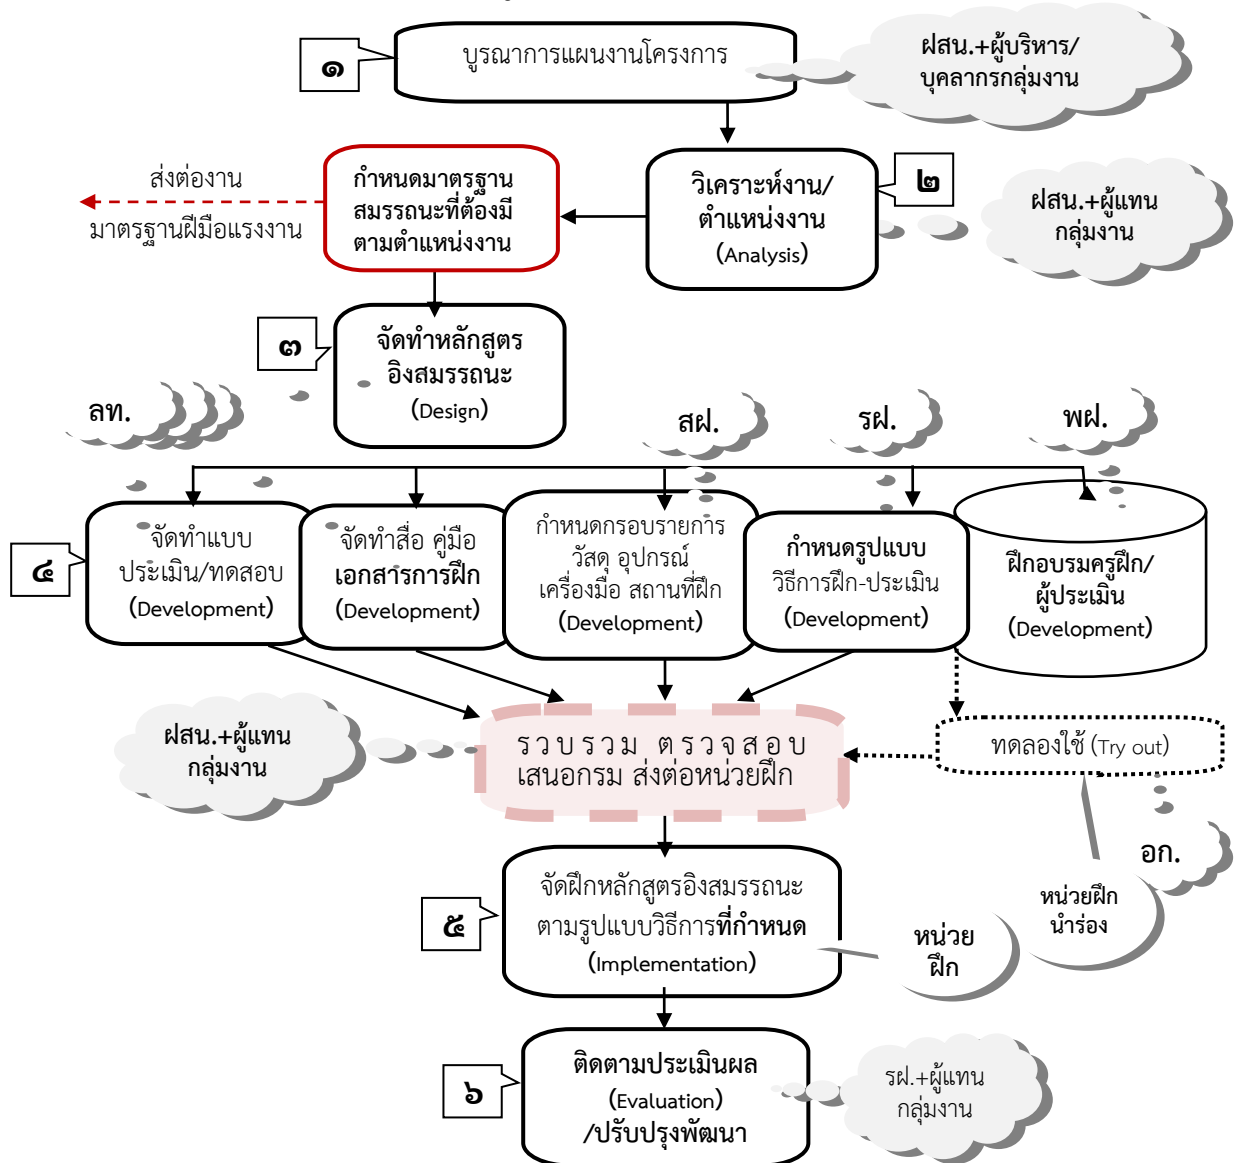 ๑
บูรณาการแผนงานโครงการ
ฝสน.+ผู้บริหาร/
บุคลากรกลุ่มงาน
ส่งต่องาน
มาตรฐานฝีมือแรงงาน
กำหนดมาตรฐาน
สมรรถนะที่ต้องมี
ตามตำแหน่งงาน
วิเคราะห์งาน/
ตำแหน่งงาน
(Analysis)
๒
ฝสน.+ผู้แทน
กลุ่มงาน
๓
จัดทำหลักสูตร
อิงสมรรถนะ
(Design)
ลท.
สฝ.
รฝ.
พฝ.
๔
จัดทำแบบ
ประเมิน/ทดสอบ
(Development)
จัดทำสื่อ คู่มือ
เอกสารการฝึก
(Development)
กำหนดกรอบรายการ
วัสดุ อุปกรณ์
เครื่องมือ สถานที่ฝึก
(Development)
กำหนดรูปแบบ
วิธีการฝึก-ประเมิน
(Development)
ฝึกอบรมครูฝึก/
ผู้ประเมิน
(Development)
ฝสน.+ผู้แทน
กลุ่มงาน
รวบรวม ตรวจสอบ
เสนอกรม ส่งต่อหน่วยฝึก
ทดลองใช้ (Try out)
อก.
หน่วยฝึก
นำร่อง
๕
จัดฝึกหลักสูตรอิงสมรรถนะ
ตามรูปแบบวิธีการที่กำหนด
(Implementation)
หน่วย
ฝึก
๖
ติดตามประเมินผล
(Evaluation)
/ปรับปรุงพัฒนา
รฝ.+ผู้แทน
กลุ่มงาน